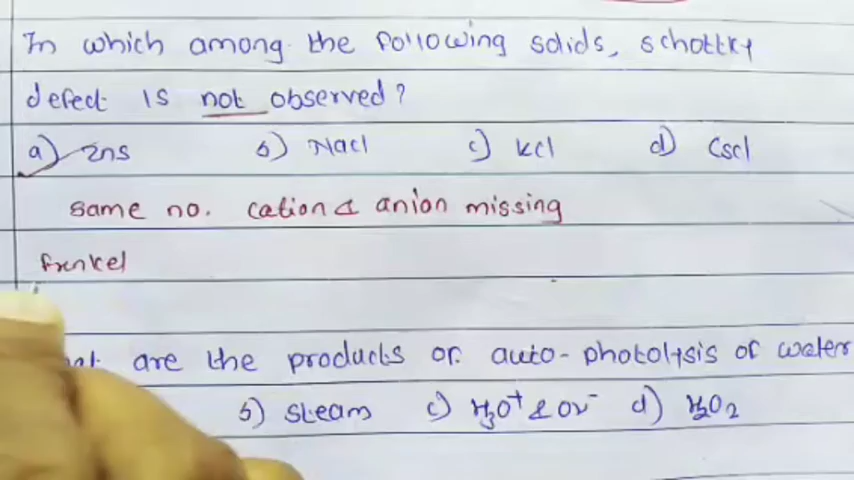 In which among the following solids, schottky
defect is not observed?
a) zns b) Nacl c) kcl d) Cscl
same no. cation & anion missing
frenkel
are the products of auto-photolysis of water
b) steam c) H3O+ & OH- d) H2O2